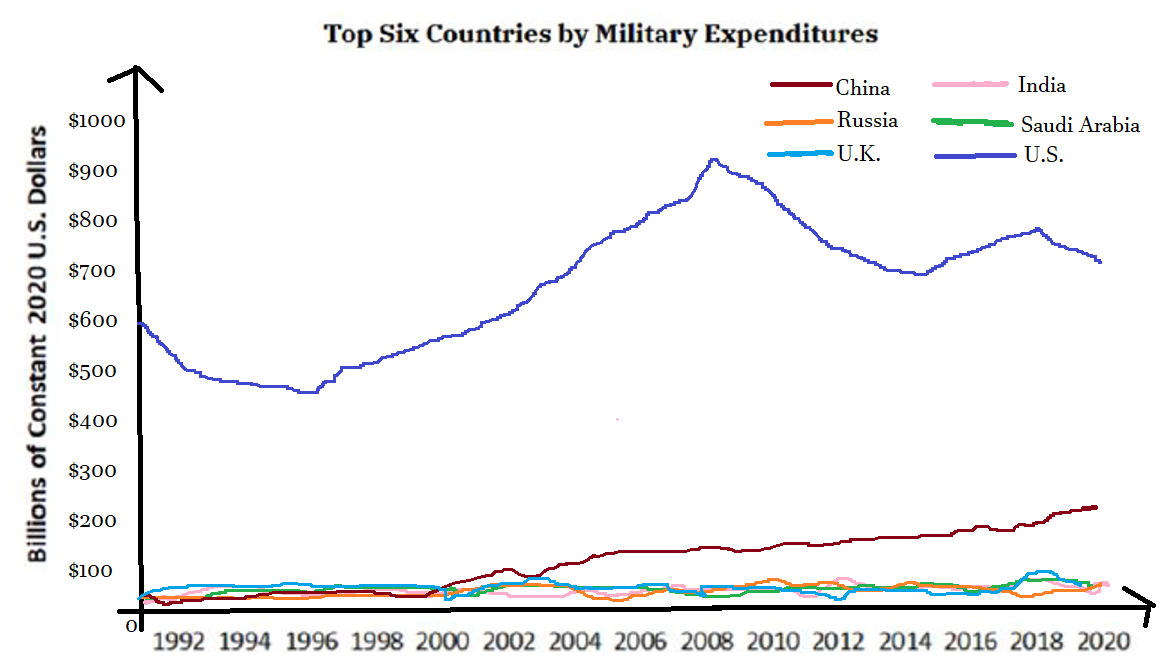 Top Six Countries by Military Expenditures
China
India
Russia
Saudi Arabia
U.K.
U.S.
Billions of Constant 2020 U.S. Dollars
$1000
$900
$800
$700
$600
$500
$400
$300
$200
$100
0
1992 1994 1996 1998 2000 2002 2004 2006 2008 2010 2012 2014 2016 2018 2020